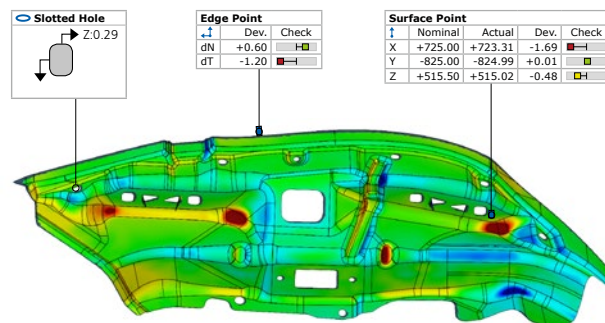 Slotted Hole
Z:0.29
Edge Point
Dev. Check
dN +0.60
dT -1.20
Surface Point
Nominal Actual Dev. Check
X +725.00 +723.31 -1.69
Y -825.00 -824.99 +0.01
Z +515.50 +515.02 -0.48